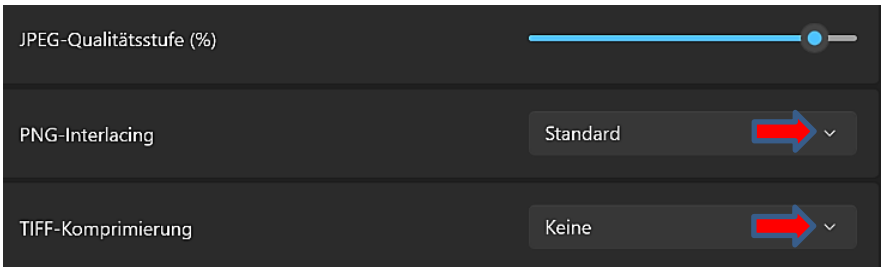 JPEG-Qualitätsstufe (%)
PNG-Interlacing Standard
TIFF-Komprimierung Keine